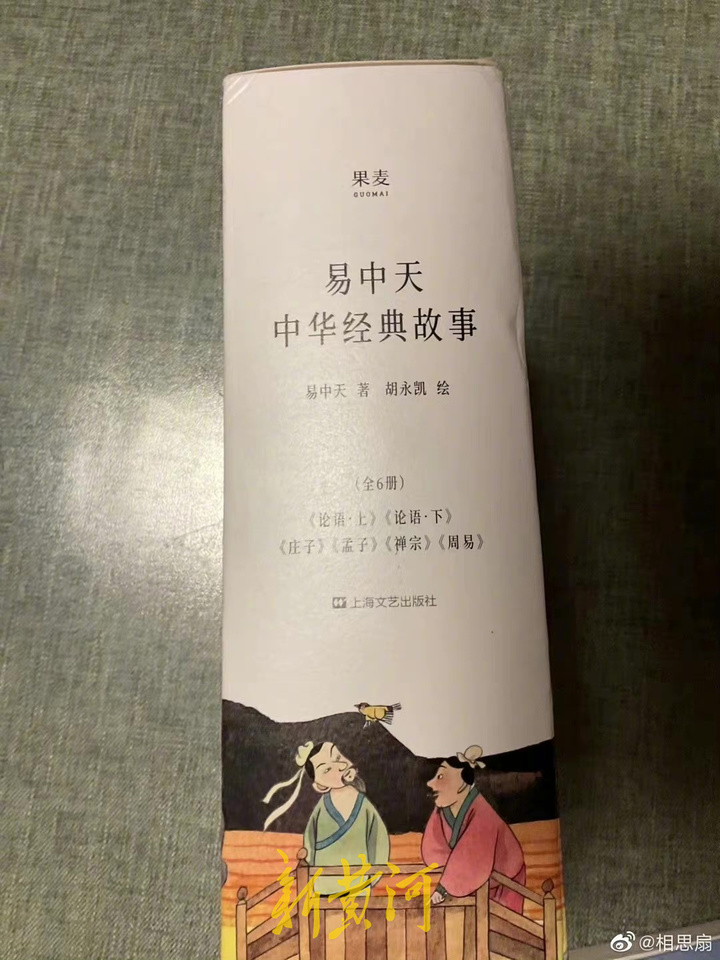 果麦
GUOMAI
易中天
中华经典故事
易中天 著 胡永凯 绘
(全6册)
《论语·上》《论语·下》
《庄子》《孟子》《禅宗》《周易》
上海文艺出版社
新黄河
@相思扇